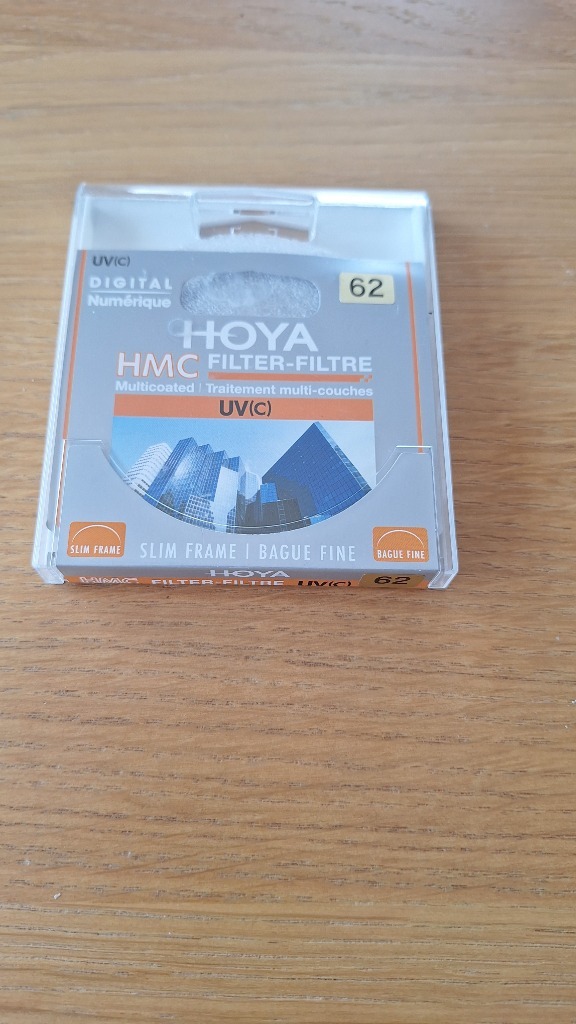 UV(C)
DIGITAL
Numérique
62
HOYA
HMC FILTER-FILTRE
Multicoated | Traitement multi-couches
UV(C)
SLIM FRAME
SLIM FRAME | BAGUE FINE
BAGUE FINE
HOYA
HMC FILTER-FILTRE UV(C) 62